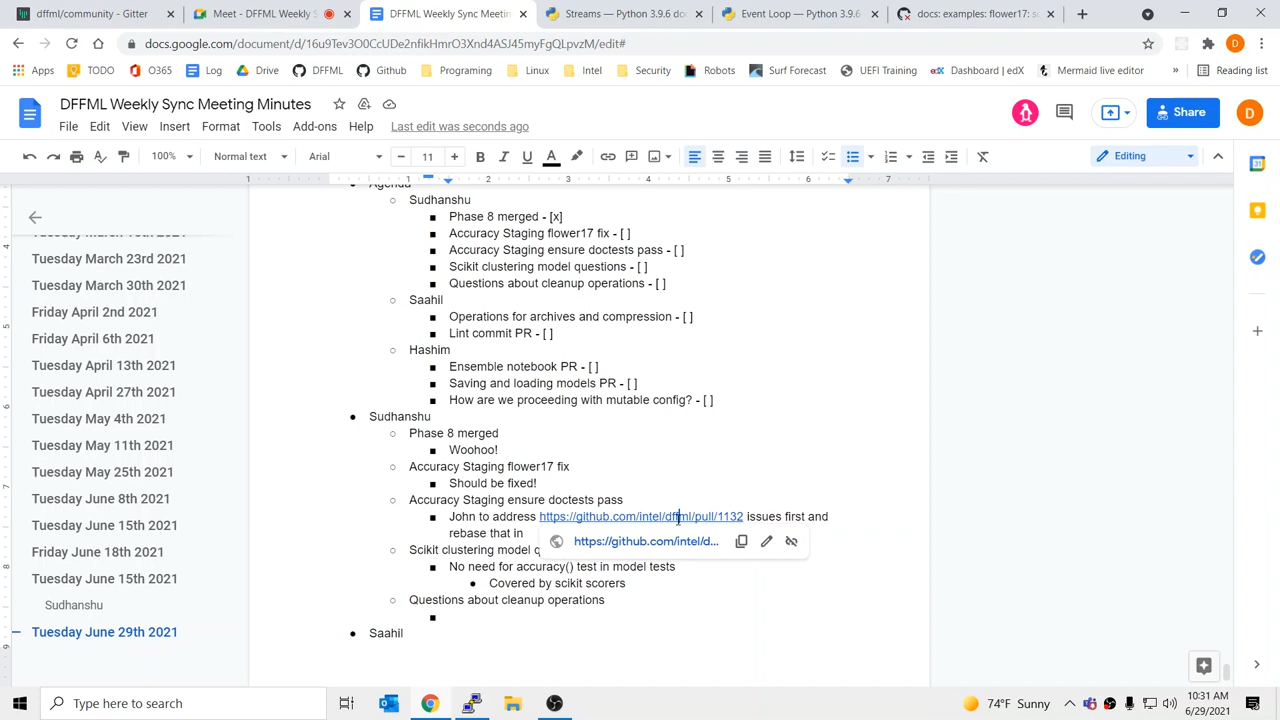 dffml/community - Gitter
Meet - DFFML Weekly Sync
DFFML Weekly Sync Meeting Minutes
Streams — Python 3.9.6 do
Event Loop — Python 3.9.6
docs: examples: flower17: se
docs.google.com/document/d/16u9Tev3O0CcUDe2nfikHmrO3Xnd4ASJ45myFgQLpvzM/edit#
Apps TODO O365 Log Drive DFFML Github Programing Linux Intel Security Robots Surf Forecast UEFI Training Dashboard | edX Mermaid live editor » Reading list
DFFML Weekly Sync Meeting Minutes
File Edit View Insert Format Tools Add-ons Help Last edit was seconds ago
Share
D
100% Normal text Arial 11 Editing
1 1 2 3 4 5 6 7
Tuesday March 23rd 2021
Tuesday March 30th 2021
Friday April 2nd 2021
Friday April 6th 2021
Tuesday April 13th 2021
Tuesday April 27th 2021
Tuesday May 4th 2021
Tuesday May 11th 2021
Tuesday May 25th 2021
Tuesday June 8th 2021
Tuesday June 15th 2021
Friday June 18th 2021
Tuesday June 15th 2021
Sudhanshu
Tuesday June 29th 2021
Agenda
Sudhanshu
Phase 8 merged - [x]
Accuracy Staging flower17 fix - [ ]
Accuracy Staging ensure doctests pass - [ ]
Scikit clustering model questions - [ ]
Questions about cleanup operations - [ ]
Saahil
Operations for archives and compression - [ ]
Lint commit PR - [ ]
Hashim
Ensemble notebook PR - [ ]
Saving and loading models PR - [ ]
How are we proceeding with mutable config? - [ ]
Sudhanshu
Phase 8 merged
Woohoo!
Accuracy Staging flower17 fix
Should be fixed!
Accuracy Staging ensure doctests pass
John to address https://github.com/intel/dffml/pull/1132 issues first and
rebase that in
https://github.com/intel/d...
Scikit clustering model q
No need for accuracy() test in model tests
Covered by scikit scorers
Questions about cleanup operations
Saahil
Type here to search
74°F Sunny
10:31 AM
6/29/2021